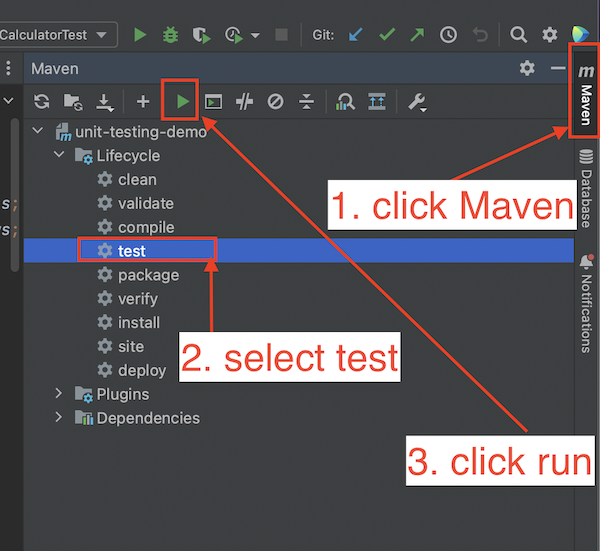 CalculatorTest
Git:
Maven
m Maven
unit-testing-demo
Lifecycle
clean
validate
compile
test
package
verify
install
site
deploy
Plugins
Dependencies
s;
s;
1. click Maven
2. select test
3. click run
Database
Notifications